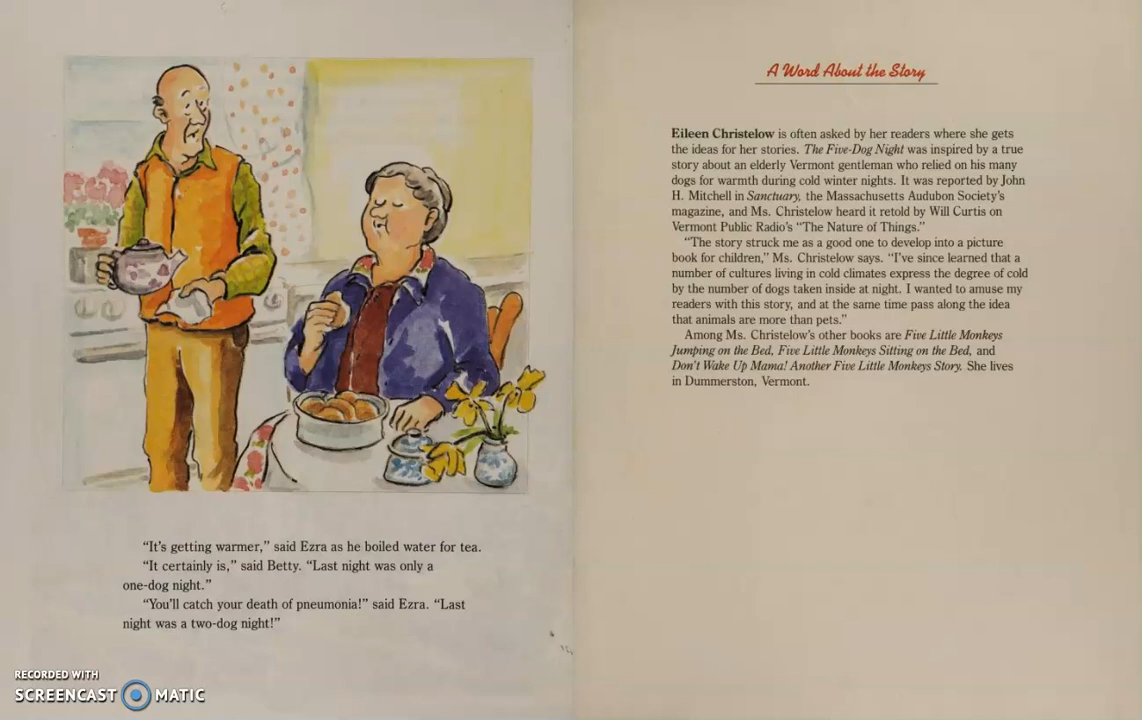 "It's getting warmer," said Ezra as he boiled water for tea.
"It certainly is," said Betty. "Last night was only a
one-dog night."
"You'll catch your death of pneumonia!" said Ezra. "Last
night was a two-dog night!"
A Word About the Story
Eileen Christelow is often asked by her readers where she gets
the ideas for her stories. The Five-Dog Night was inspired by a true
story about an elderly Vermont gentleman who relied on his many
dogs for warmth during cold winter nights. It was reported by John
H. Mitchell in Sanctuary, the Massachusetts Audubon Society's
magazine, and Ms. Christelow heard it retold by Will Curtis on
Vermont Public Radio's "The Nature of Things."
"The story struck me as a good one to develop into a picture
book for children," Ms. Christelow says. "I've since learned that a
number of cultures living in cold climates express the degree of cold
by the number of dogs taken inside at night. I wanted to amuse my
readers with this story, and at the same time pass along the idea
that animals are more than pets."
Among Ms. Christelow's other books are Five Little Monkeys
Jumping on the Bed, Five Little Monkeys Sitting on the Bed, and
Don't Wake Up Mama! Another Five Little Monkeys Story. She lives
in Dummerston, Vermont.
RECORDED WITH
SCREENCAST MATIC